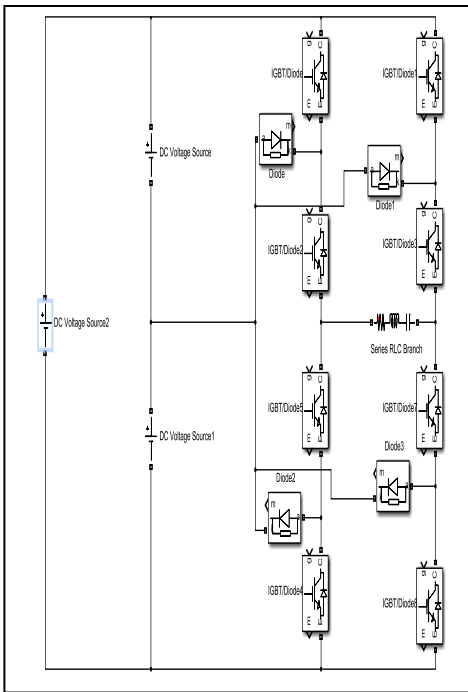 g C
IGBT/Diode
E
g C
IGBT/Diode1
E
m
a k
Diode
DC Voltage Source
m
a k
Diode1
g C
IGBT/Diode2
E
g C
IGBT/Diode3
E
DC Voltage Source2
Series RLC Branch
g C
IGBT/Diode5
E
g C
IGBT/Diode7
E
DC Voltage Source1
Diode3
m
a
Diode2
m
a
g C
IGBT/Diode4
E
g C
IGBT/Diode8
E